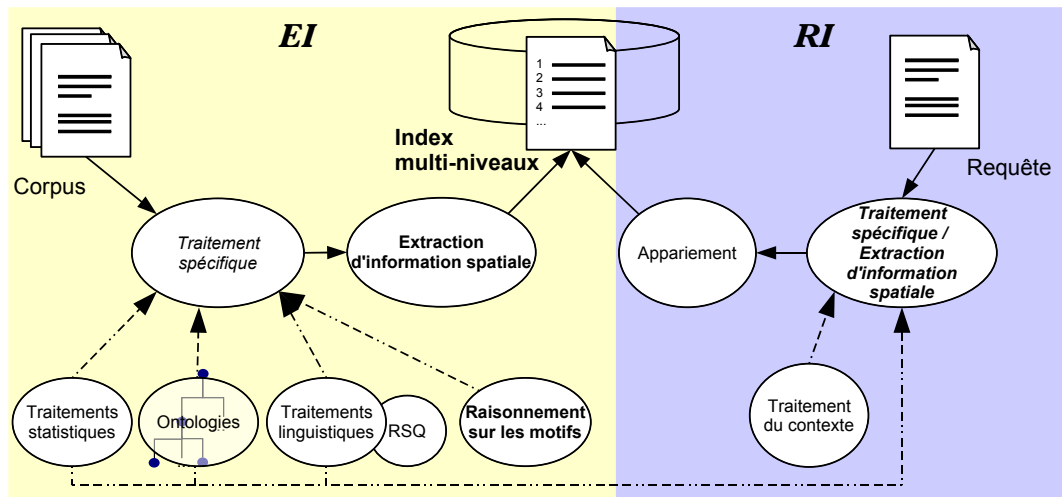 EI
RI
1
2
3
4
...
Index
multi-niveaux
Corpus
Requête
Traitement
spécifique
Extraction
d'information spatiale
Appariement
Traitement
spécifique /
Extraction
d'information
spatiale
Traitements
statistiques
Ontologies
Traitements
linguistiques
RSQ
Raisonnement
sur les motifs
Traitement
du contexte